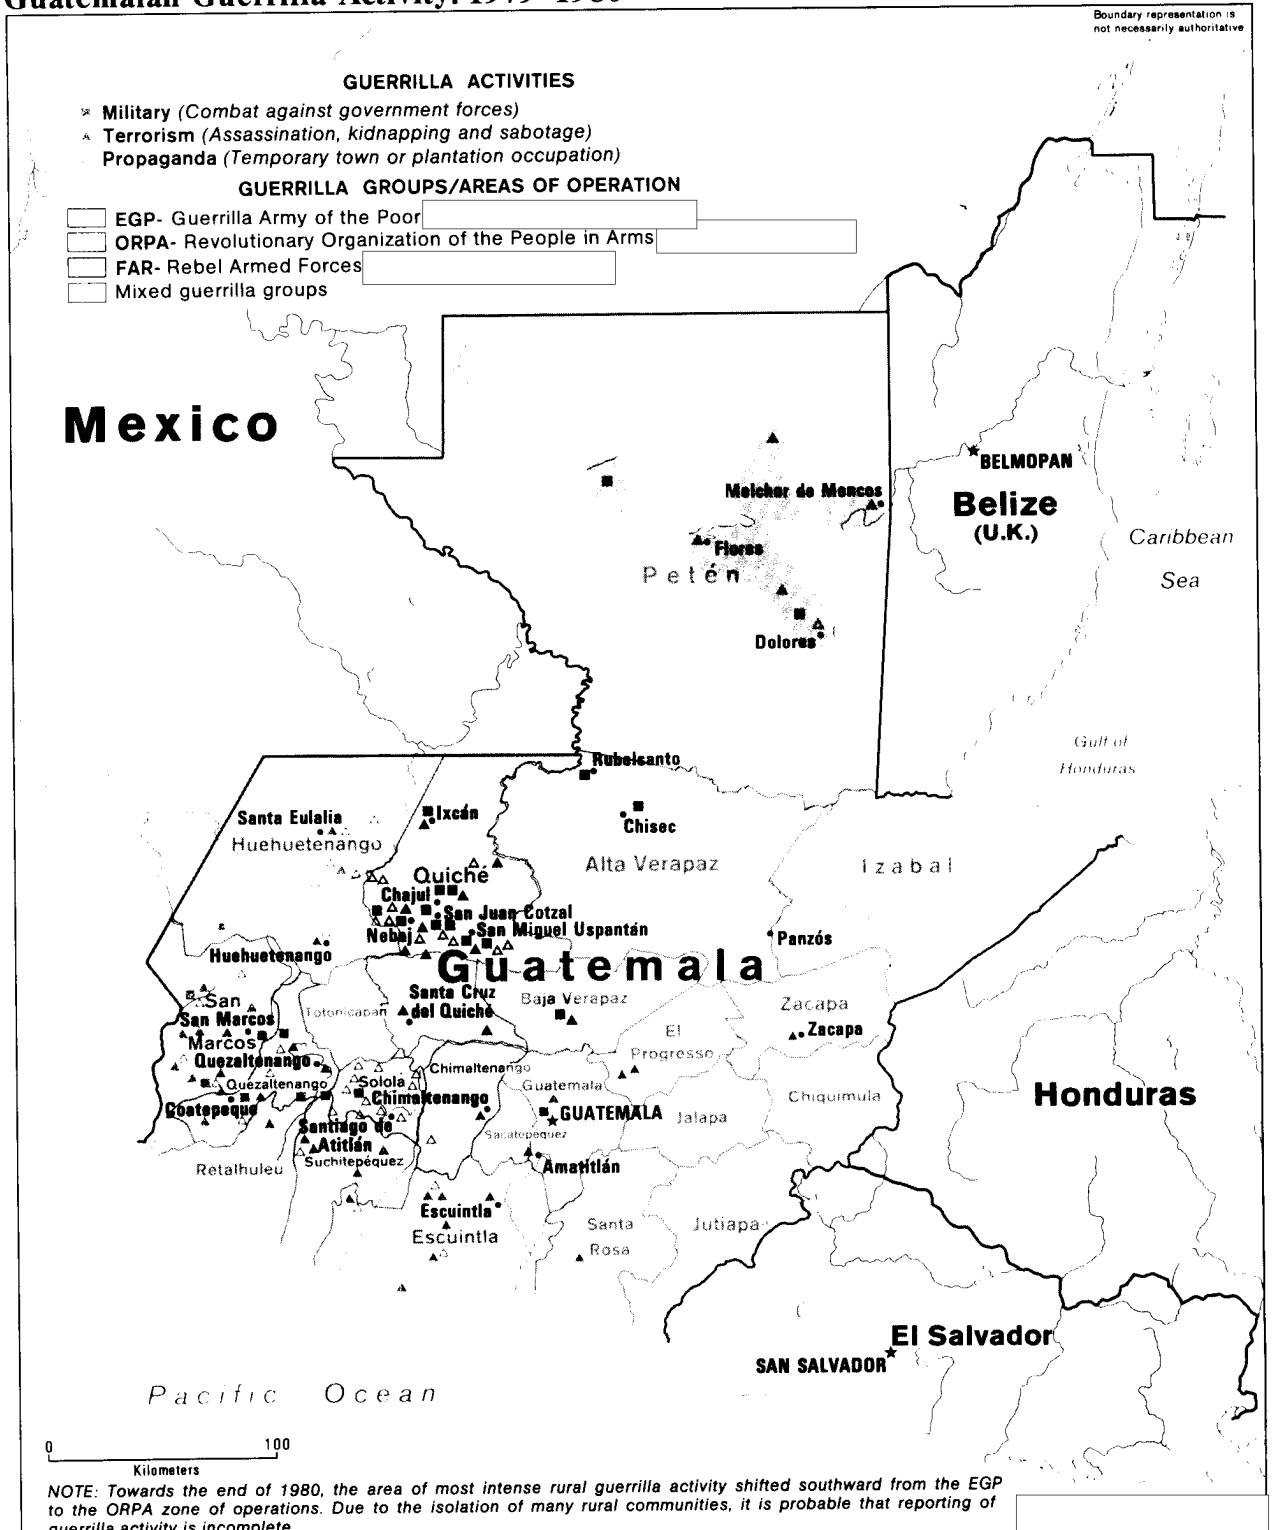 Guatemalan Guerrilla Activity: 1979-1980
Boundary representation is
not necessarily authoritative
GUERRILLA ACTIVITIES
Military (Combat against government forces)
Terrorism (Assassination, kidnapping and sabotage)
Propaganda (Temporary town or plantation occupation)
GUERRILLA GROUPS/AREAS OF OPERATION
EGP- Guerrilla Army of the Poor
ORPA- Revolutionary Organization of the People in Arms
FAR- Rebel Armed Forces
Mixed guerrilla groups
Mexico
BELMOPAN
Melchor de Mencos
Belize
(U.K.)
Caribbean
Sea
Flores
Petén
Dolores
Gulf of
Honduras
Rubelsanto
Santa Eulalia
Ixcán
Chisec
Huehuetenango
Alta Verapaz
Izabal
Quiché
Chajul
San Juan Cotzal
Nebaj
San Miguel Uspantán
Panzós
Huehuetenango
Guatemala
Santa Cruz
del Quiché
Baja Verapaz
San
Marcos
San Marcos
Totonicapán
Zacapa
Zacapa
El
Progresso
Quezaltenango
Quezaltenango
Chimaltenango
Solola
Guatemala
Chimaltenango
Chiquimula
Honduras
Coatepeque
GUATEMALA
Jalapa
Santiago de
Atitlán
Sacatepéquez
Retalhuleu
Suchitepéquez
Amatitlán
Escuintla
Escuintla
Santa
Rosa
Jutiapa
El Salvador
SAN SALVADOR
Pacific Ocean
0 100
Kilometers
NOTE: Towards the end of 1980, the area of most intense rural guerrilla activity shifted southward from the EGP
to the ORPA zone of operations. Due to the isolation of many rural communities, it is probable that reporting of
guerrilla activity is incomplete.